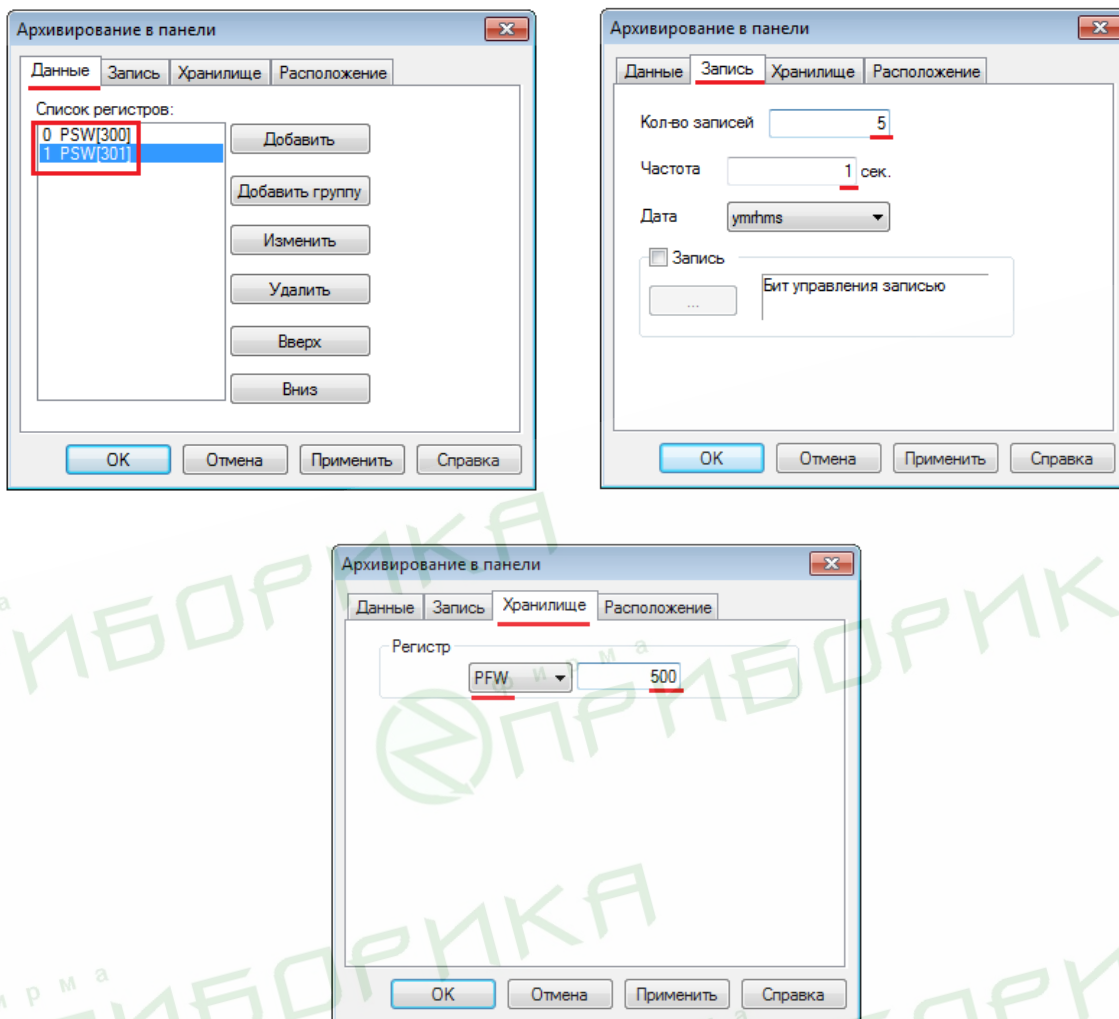 Архивирование в панели
Данные Запись Хранилище Расположение
Список регистров:
0 PSW[300]
1 PSW[301]
Добавить
Добавить группу
Изменить
Удалить
Вверх
Вниз
OK Отмена Применить Справка
Архивирование в панели
Данные Запись Хранилище Расположение
Кол-во записей 5
Частота 1 сек.
Дата ymrhms
Запись
... Бит управления записью
OK Отмена Применить Справка
Архивирование в панели
Данные Запись Хранилище Расположение
Регистр
PFW 500
OK Отмена Применить Справка
фирма
ПРИБОРИКА